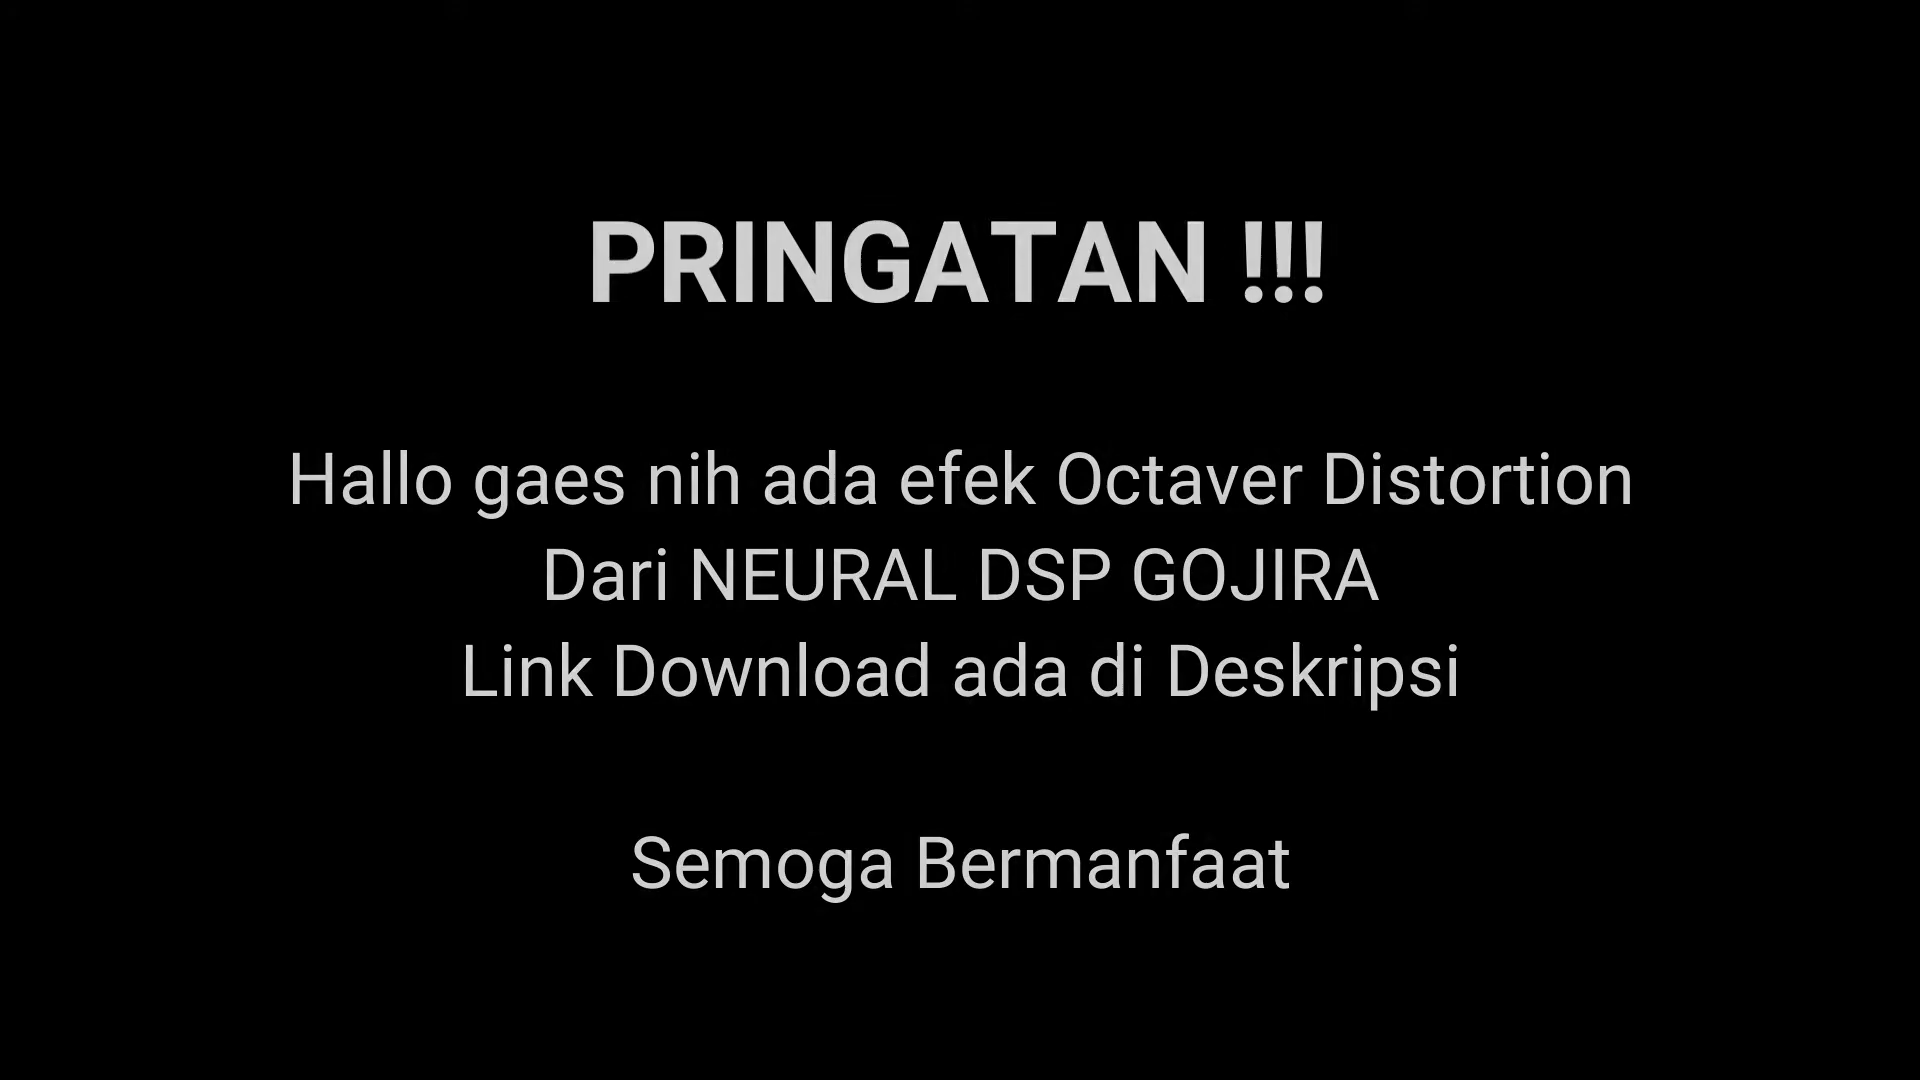 PRINGATAN !!!
Hallo gaes nih ada efek Octaver Distortion
Dari NEURAL DSP GOJIRA
Link Download ada di Deskripsi
Semoga Bermanfaat